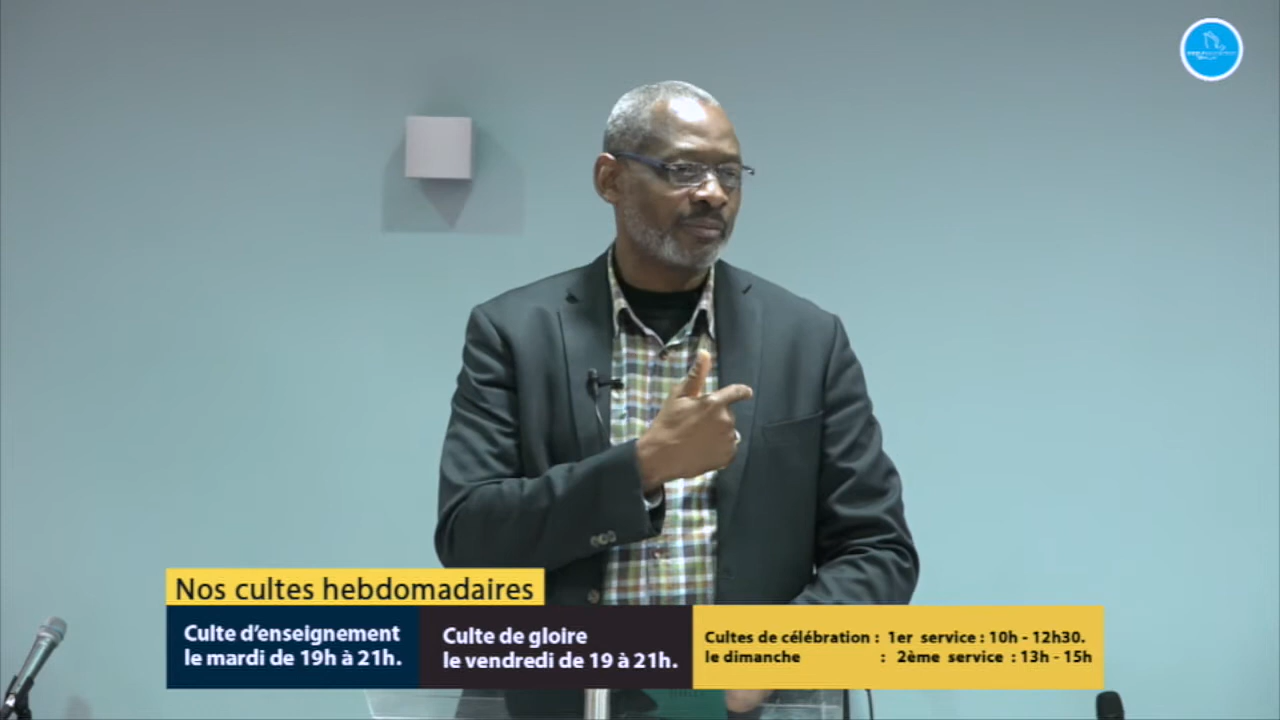 Nos cultes hebdomadaires
Culte d’enseignement
le mardi de 19h à 21h.
Culte de gloire
le vendredi de 19 à 21h.
Cultes de célébration : 1er service : 10h - 12h30.
le dimanche : 2ème service : 13h - 15h